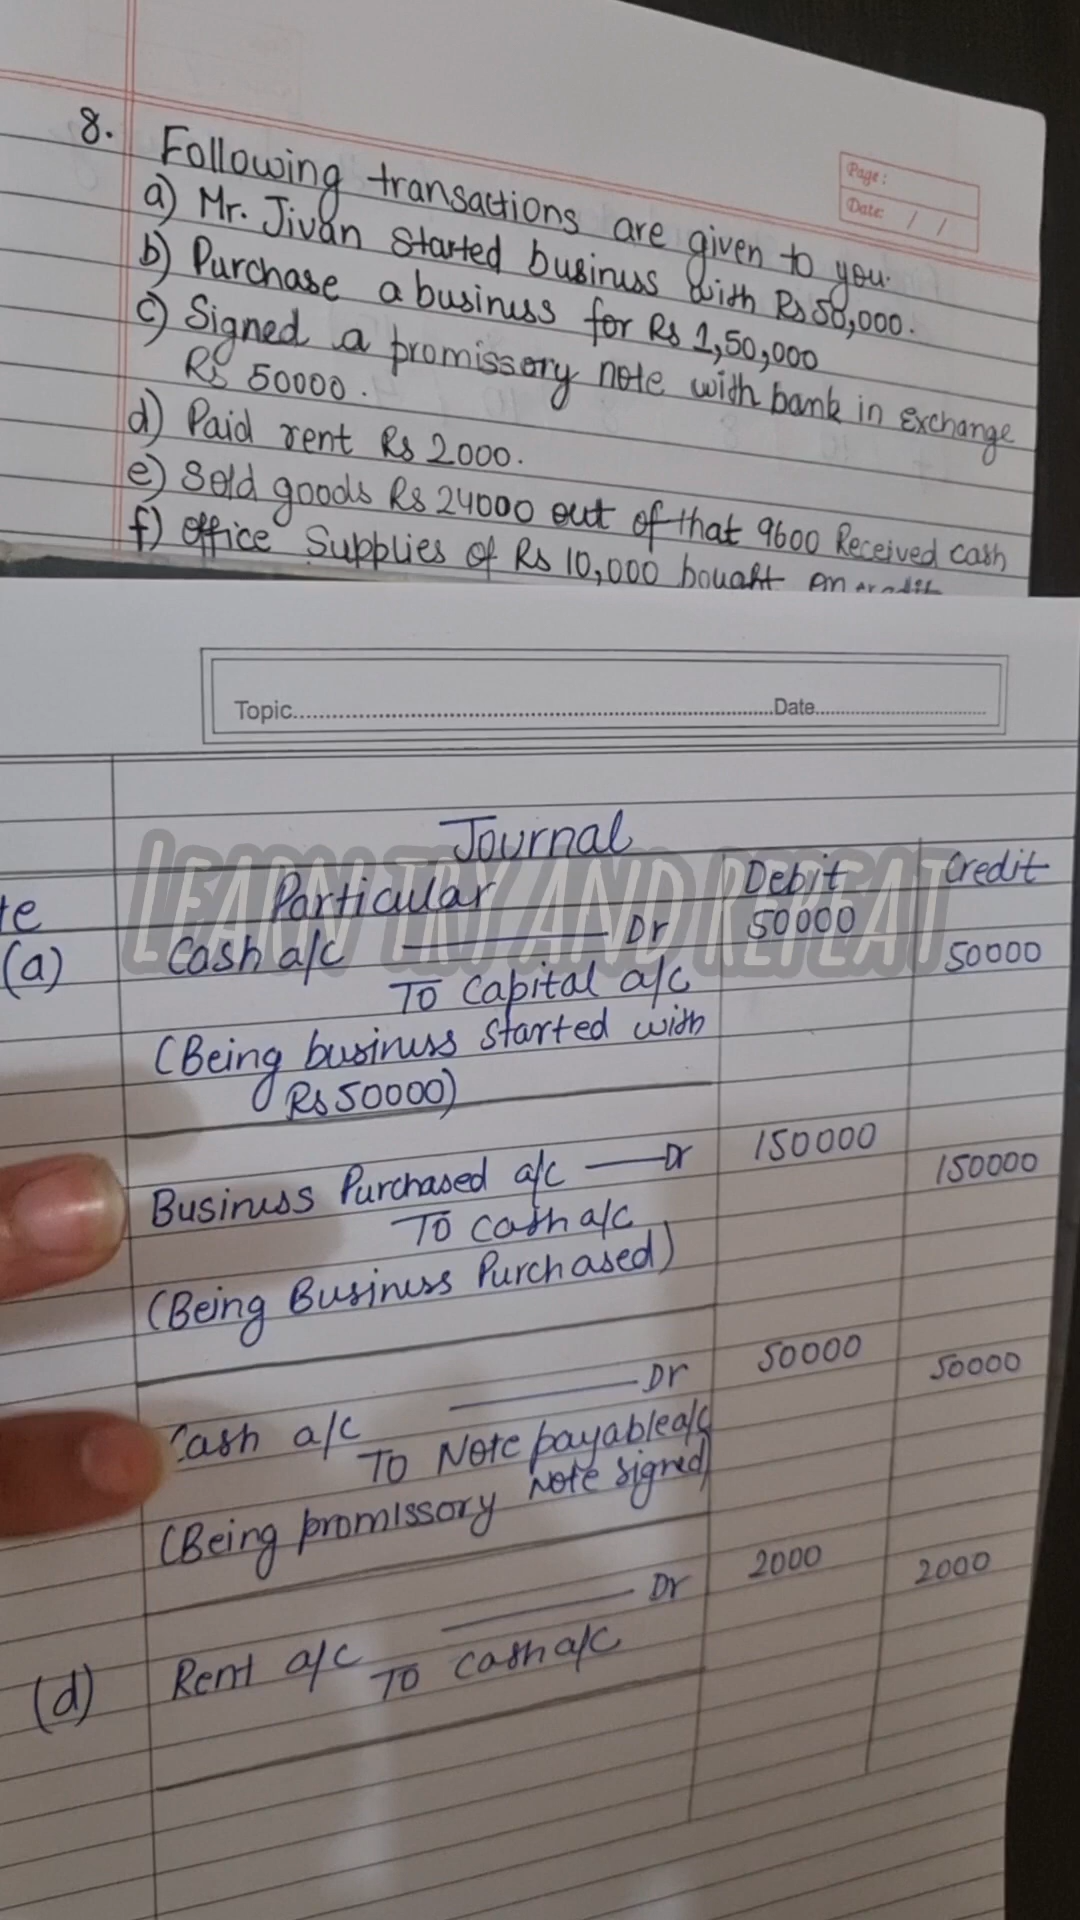 Page:
Date: / /
8. Following transactions are given to you.
a) Mr. Jivan started business with Rs 50,000.
b) Purchase a business for Rs 1,50,000
c) Signed a promissory note with bank in exchange
Rs 50000.
d) Paid rent Rs 2000.
e) Sold goods Rs 24000 out of that 9600 Received cash
f) office Supplies of Rs 10,000 bought on credit
Topic Date
Journal
te Particular Debit Credit
LEARN TRY AND REPEAT
(a) Cash a/c Dr 50000
To Capital a/c 50000
(Being business started with
Rs 50000)
Business Purchased a/c Dr 150000
To cash a/c 150000
(Being Business Purchased)
Cash a/c Dr 50000
To Note payable a/c 50000
(Being promissory Note signed)
(d) Rent a/c Dr 2000
To cash a/c 2000